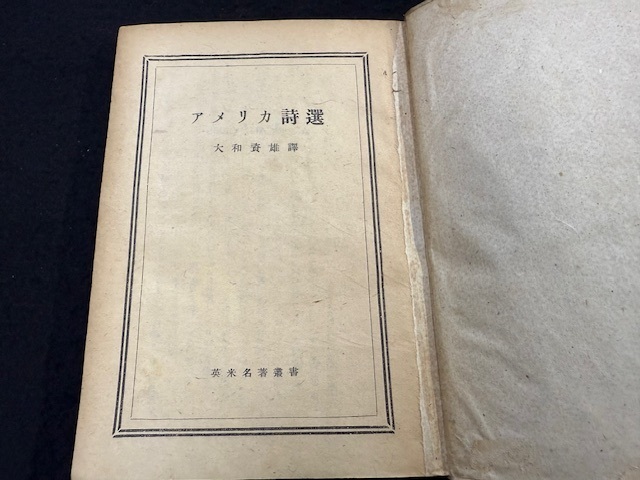 アメリカ詩選
大和資雄譯
英米名著叢書